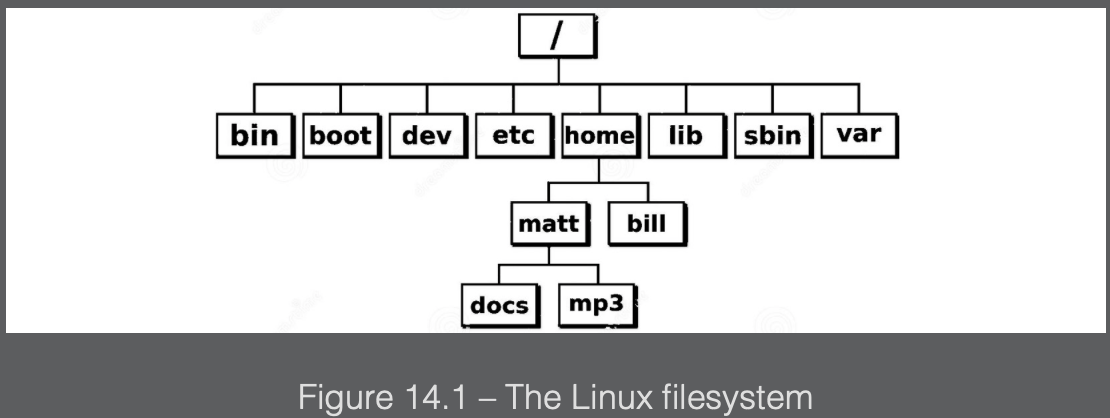 /
bin boot dev etc home lib sbin var
matt bill
docs mp3
Figure 14.1 – The Linux filesystem